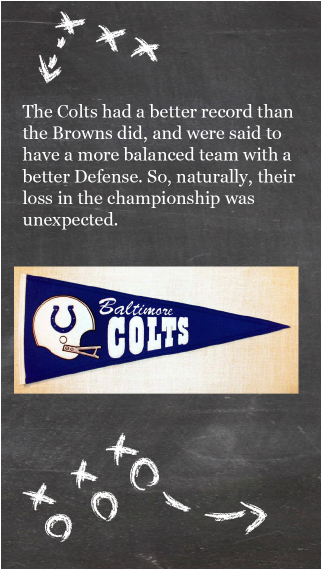 The Colts had a better record than
the Browns did, and were said to
have a more balanced team with a
better Defense. So, naturally, their
loss in the championship was
unexpected.
Baltimore
COLTS